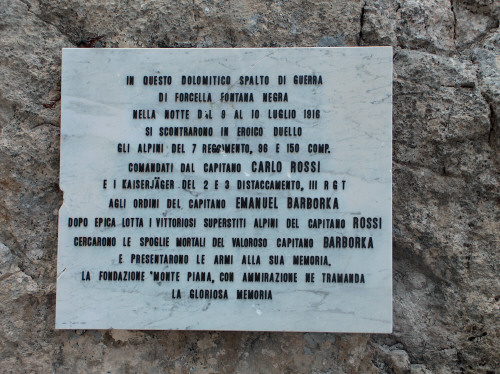 IN QUESTO DOLOMITICO SPALTO DI GUERRA
DI FORCELLA FONTANA NEGRA
NELLA NOTTE DAL 9 AL 10 LUGLIO 1916
SI SCONTRARONO IN EROICO DUELLO
GLI ALPINI DEL 7 REGGIMENTO, 96 E 150 COMP.
COMANDATI DAL CAPITANO CARLO ROSSI
E I KAISERJÄGER DEL 2 E 3 DISTACCAMENTO, III RGT
AGLI ORDINI DEL CAPITANO EMANUEL BARBORKA
DOPO EPICA LOTTA I VITTORIOSI SUPERSTITI ALPINI DEL CAPITANO ROSSI
CERCARONO LE SPOGLIE MORTALI DEL VALOROSO CAPITANO BARBORKA
E PRESENTARONO LE ARMI ALLA SUA MEMORIA.
LA FONDAZIONE "MONTE PIANA, CON AMMIRAZIONE NE TRAMANDA
LA GLORIOSA MEMORIA